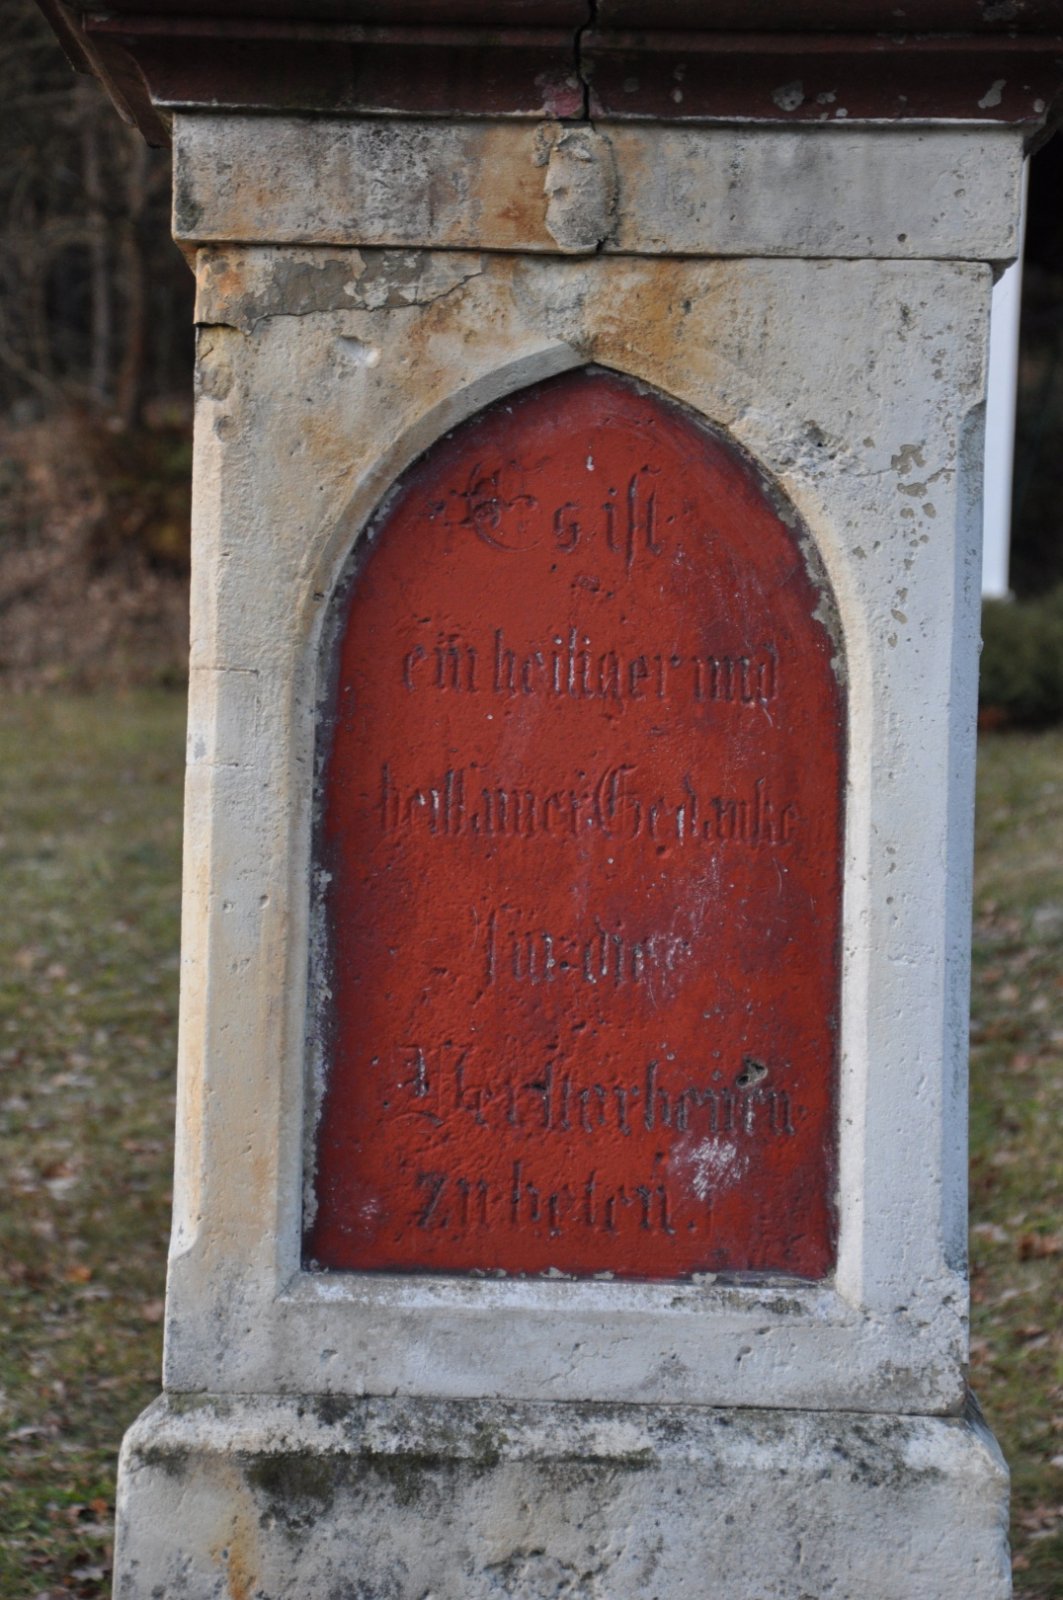 Es ist
ein heiliger und
heilsamer Gedanke
für die
Verstorbenen
zu beten.